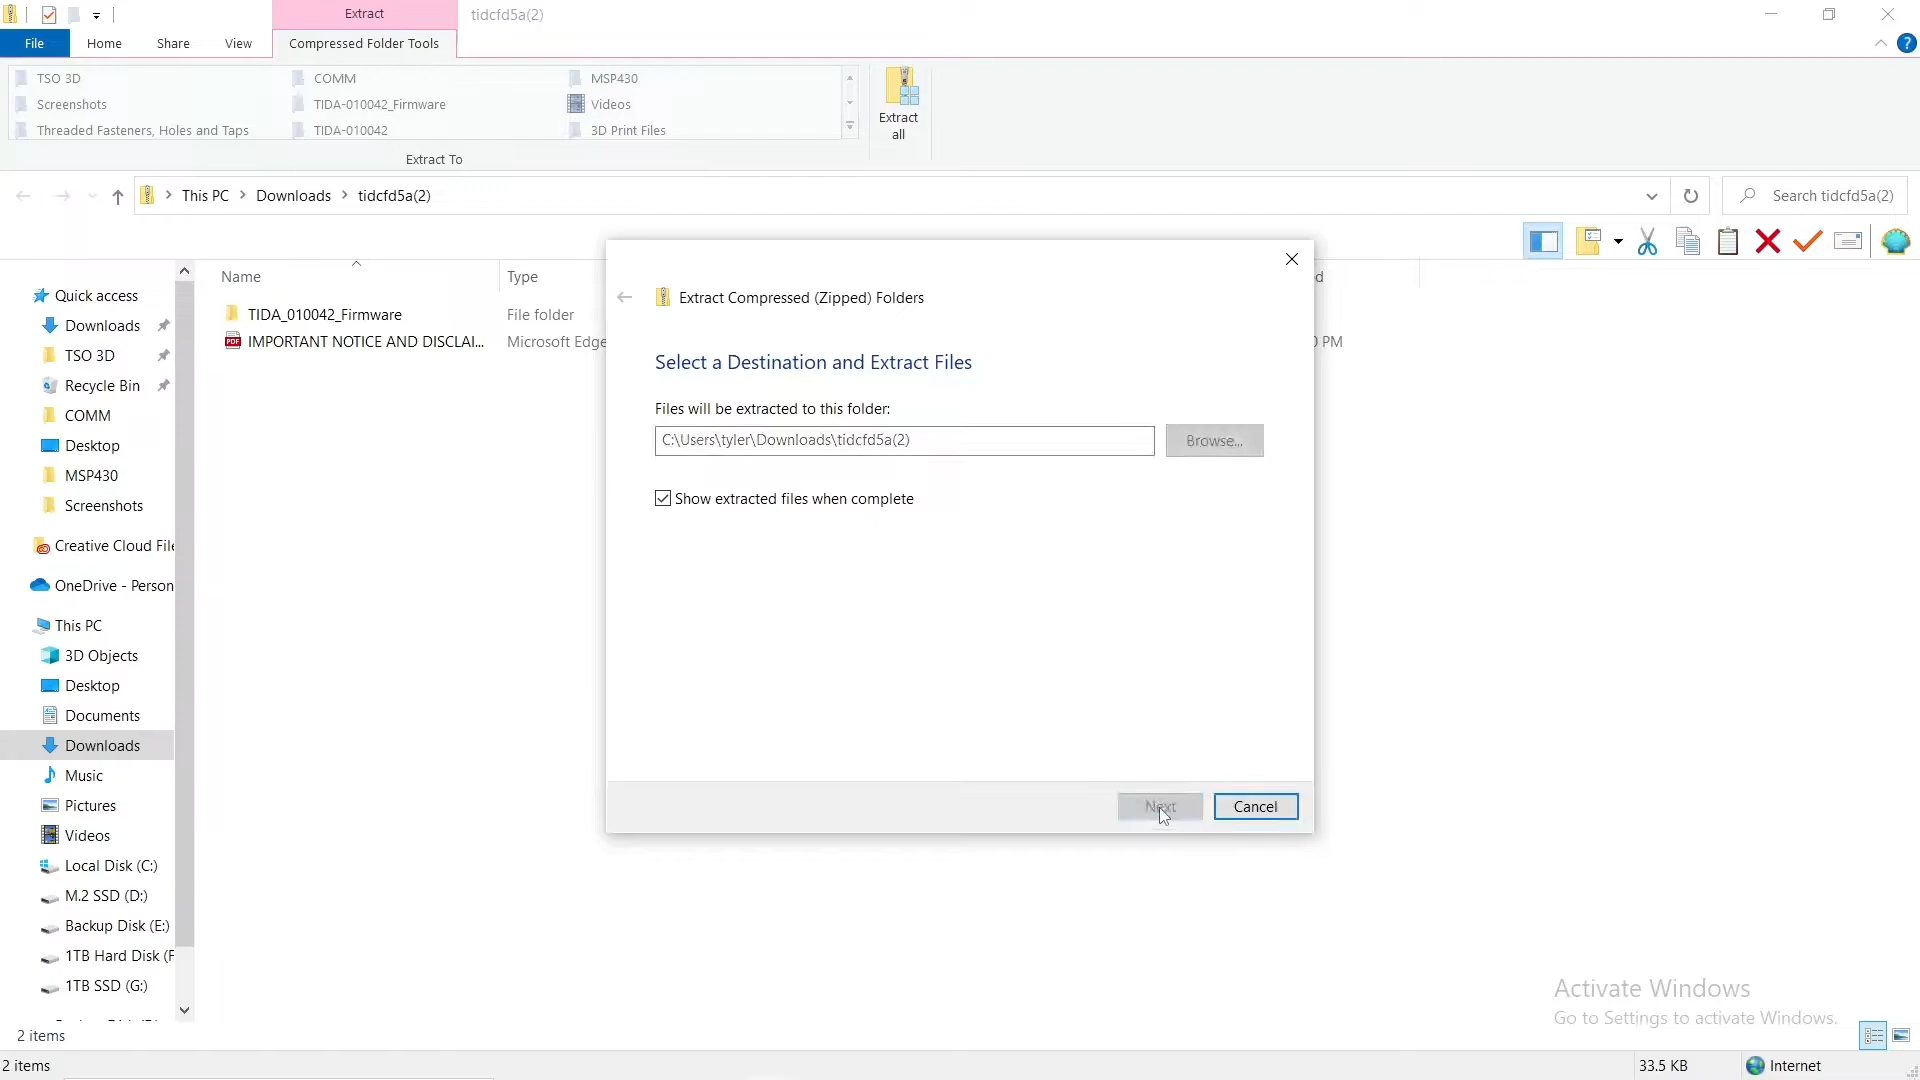 Extract
tidcfd5a(2)
File
Home
Share
View
Compressed Folder Tools
TSO 3D
COMM
MSP430
Screenshots
TIDA-010042_Firmware
Videos
Threaded Fasteners, Holes and Taps
TIDA-010042
3D Print Files
Extract
all
Extract To
This PC
Downloads
tidcfd5a(2)
Search tidcfd5a(2)
Name
Type
d
Quick access
Downloads
TSO 3D
Recycle Bin
COMM
Desktop
MSP430
Screenshots
Creative Cloud File
OneDrive - Person
This PC
3D Objects
Desktop
Documents
Downloads
Music
Pictures
Videos
Local Disk (C:)
M.2 SSD (D:)
Backup Disk (E:)
1TB Hard Disk (F
1TB SSD (G:)
TIDA_010042_Firmware
File folder
IMPORTANT NOTICE AND DISCLAI...
Microsoft Edge
PM
Extract Compressed (Zipped) Folders
Select a Destination and Extract Files
Files will be extracted to this folder:
C:\Users\tyler\Downloads\tidcfd5a(2)
Browse...
Show extracted files when complete
Next
Cancel
Activate Windows
Go to Settings to activate Windows.
2 items
2 items
33.5 KB
Internet